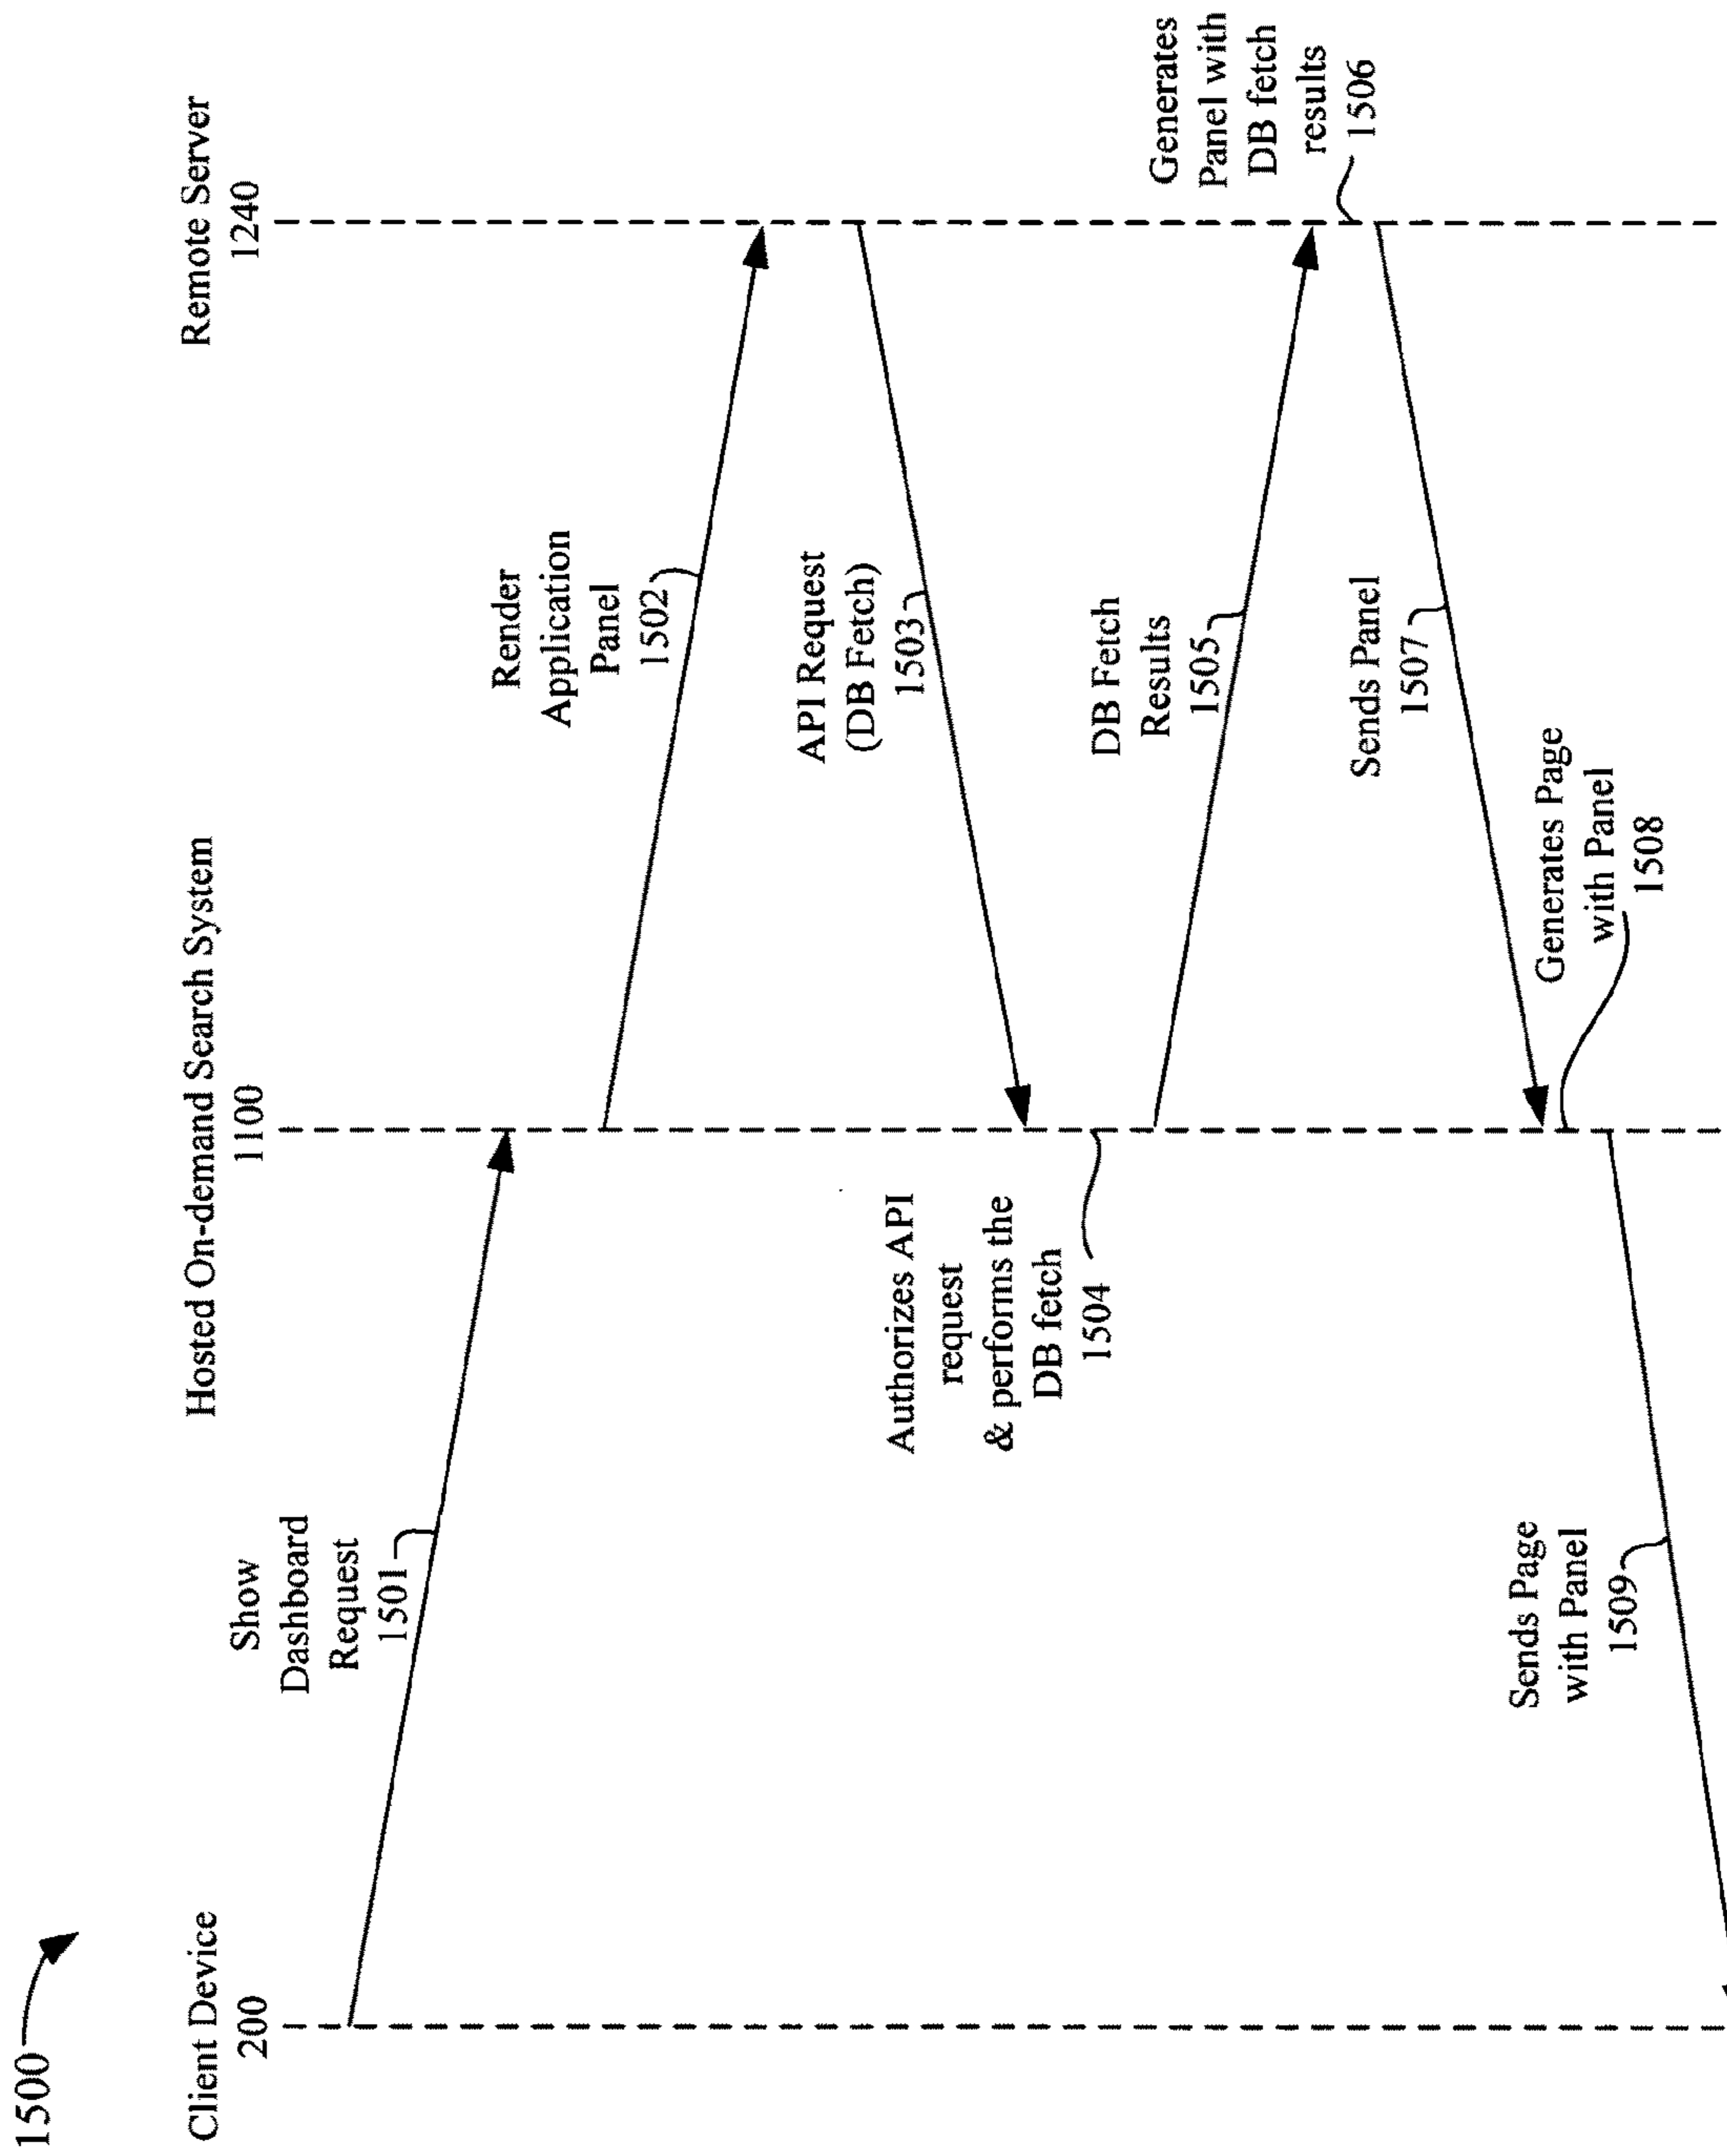 1500
Client Device
200
Hosted On-demand Search System
1100
Remote Server
1240
Show
Dashboard
Request
1501
Render
Application
Panel
1502
API Request
(DB Fetch)
1503
Authorizes API
request
& performs the
DB fetch
1504
DB Fetch
Results
1505
Generates
Panel with
DB fetch
results
1506
Sends Panel
1507
Generates Page
with Panel
1508
Sends Page
with Panel
1509